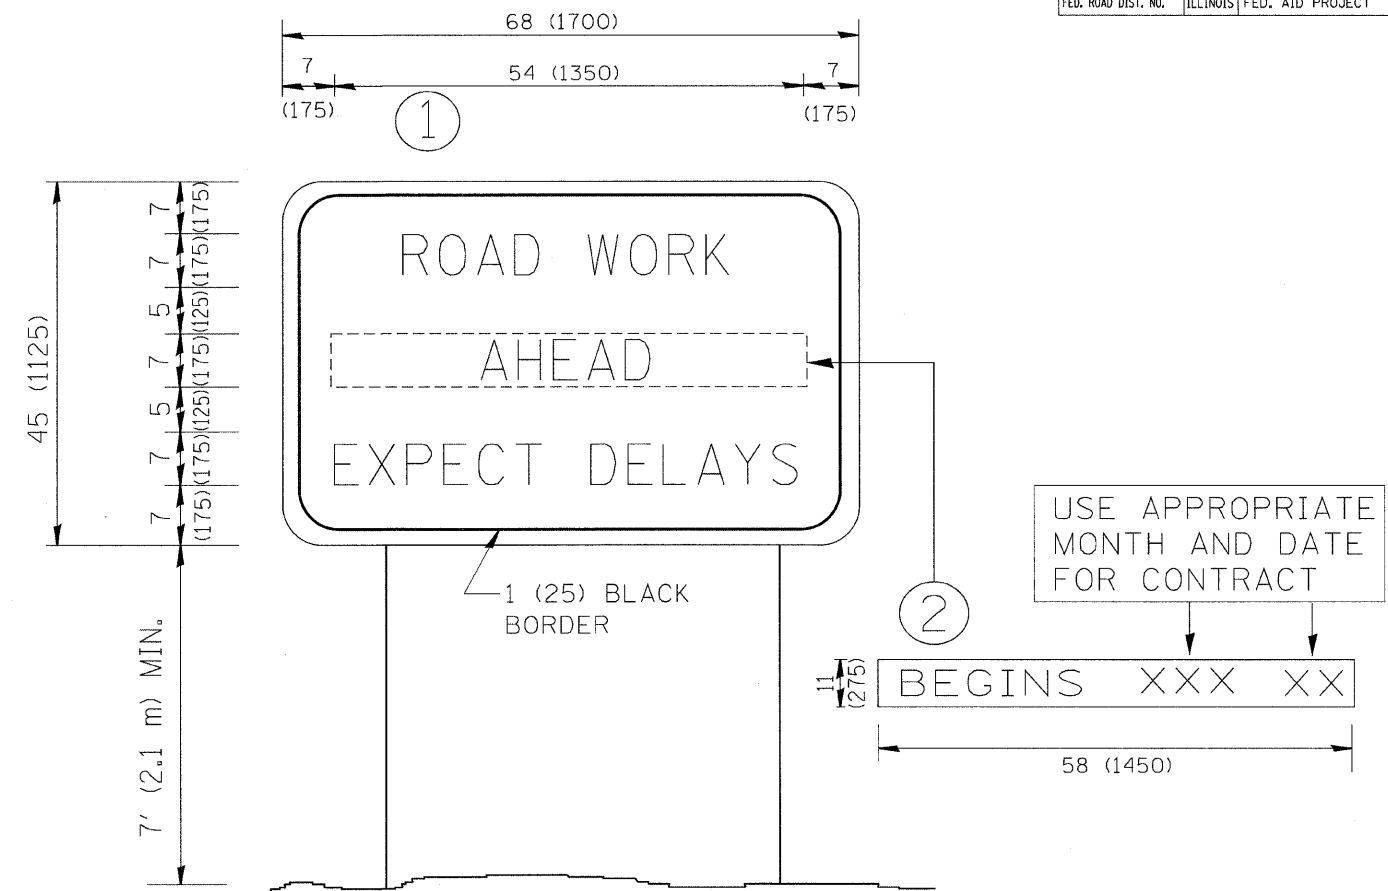 FED. ROAD DIST. NO. ILLINOIS FED. AID PROJECT
68 (1700)
7 54 (1350) 7
(175) (175)
1
7 (175)
7 (175)
5 (125)
7 (175)
5 (125)
7 (175)
7 (175)
45 (1125)
ROAD WORK
AHEAD
EXPECT DELAYS
1 (25) BLACK
BORDER
7' (2.1 m) MIN.
2
USE APPROPRIATE
MONTH AND DATE
FOR CONTRACT
11 (275)
BEGINS XXX XX
58 (1450)